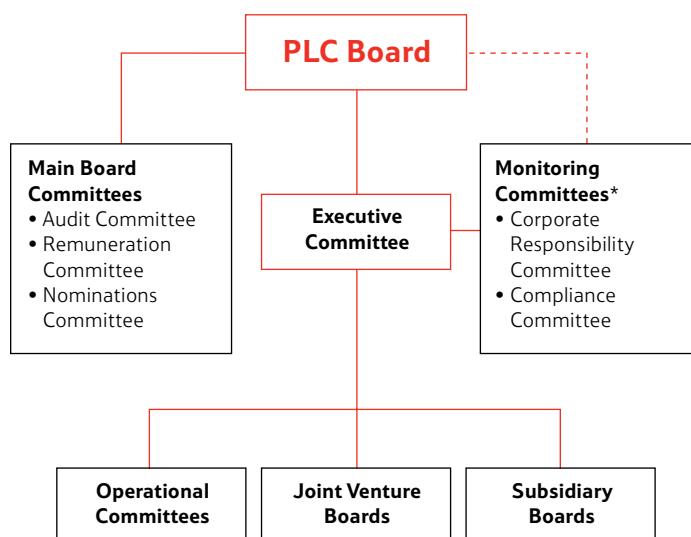 PLC Board
Main Board
Committees
• Audit Committee
• Remuneration
Committee
• Nominations
Committee
Executive
Committee
Monitoring
Committees*
• Corporate
Responsibility
Committee
• Compliance
Committee
Operational
Committees
Joint Venture
Boards
Subsidiary
Boards